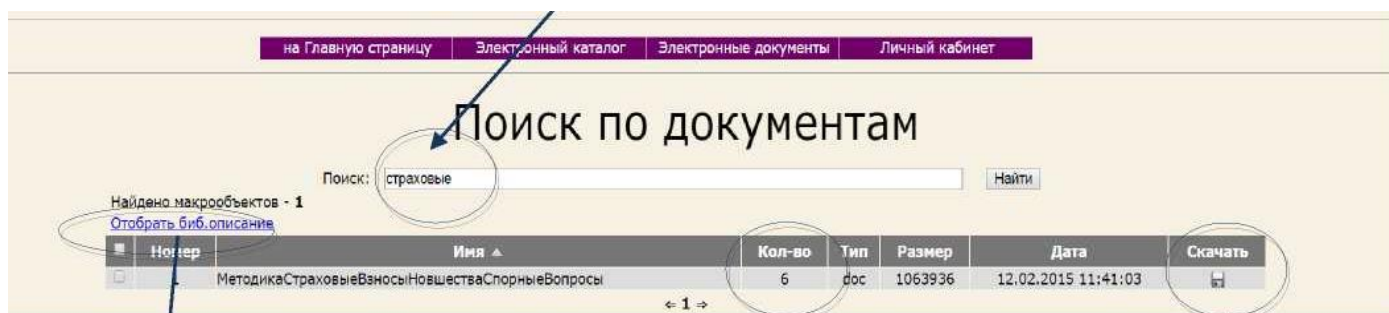 на Главную страницу Электронный каталог Электронные документы Личный кабинет
Поиск по документам
Поиск: страховые Найти
Найдено макрообъектов - 1
Отобрать биб.описание
Номер Имя ▲ Кол-во Тип Размер Дата Скачать
1 МетодикаСтраховыеВзносыНовшестваСпорныеВопросы 6 doc 1063936 12.02.2015 11:41:03
⇐ 1 ⇒